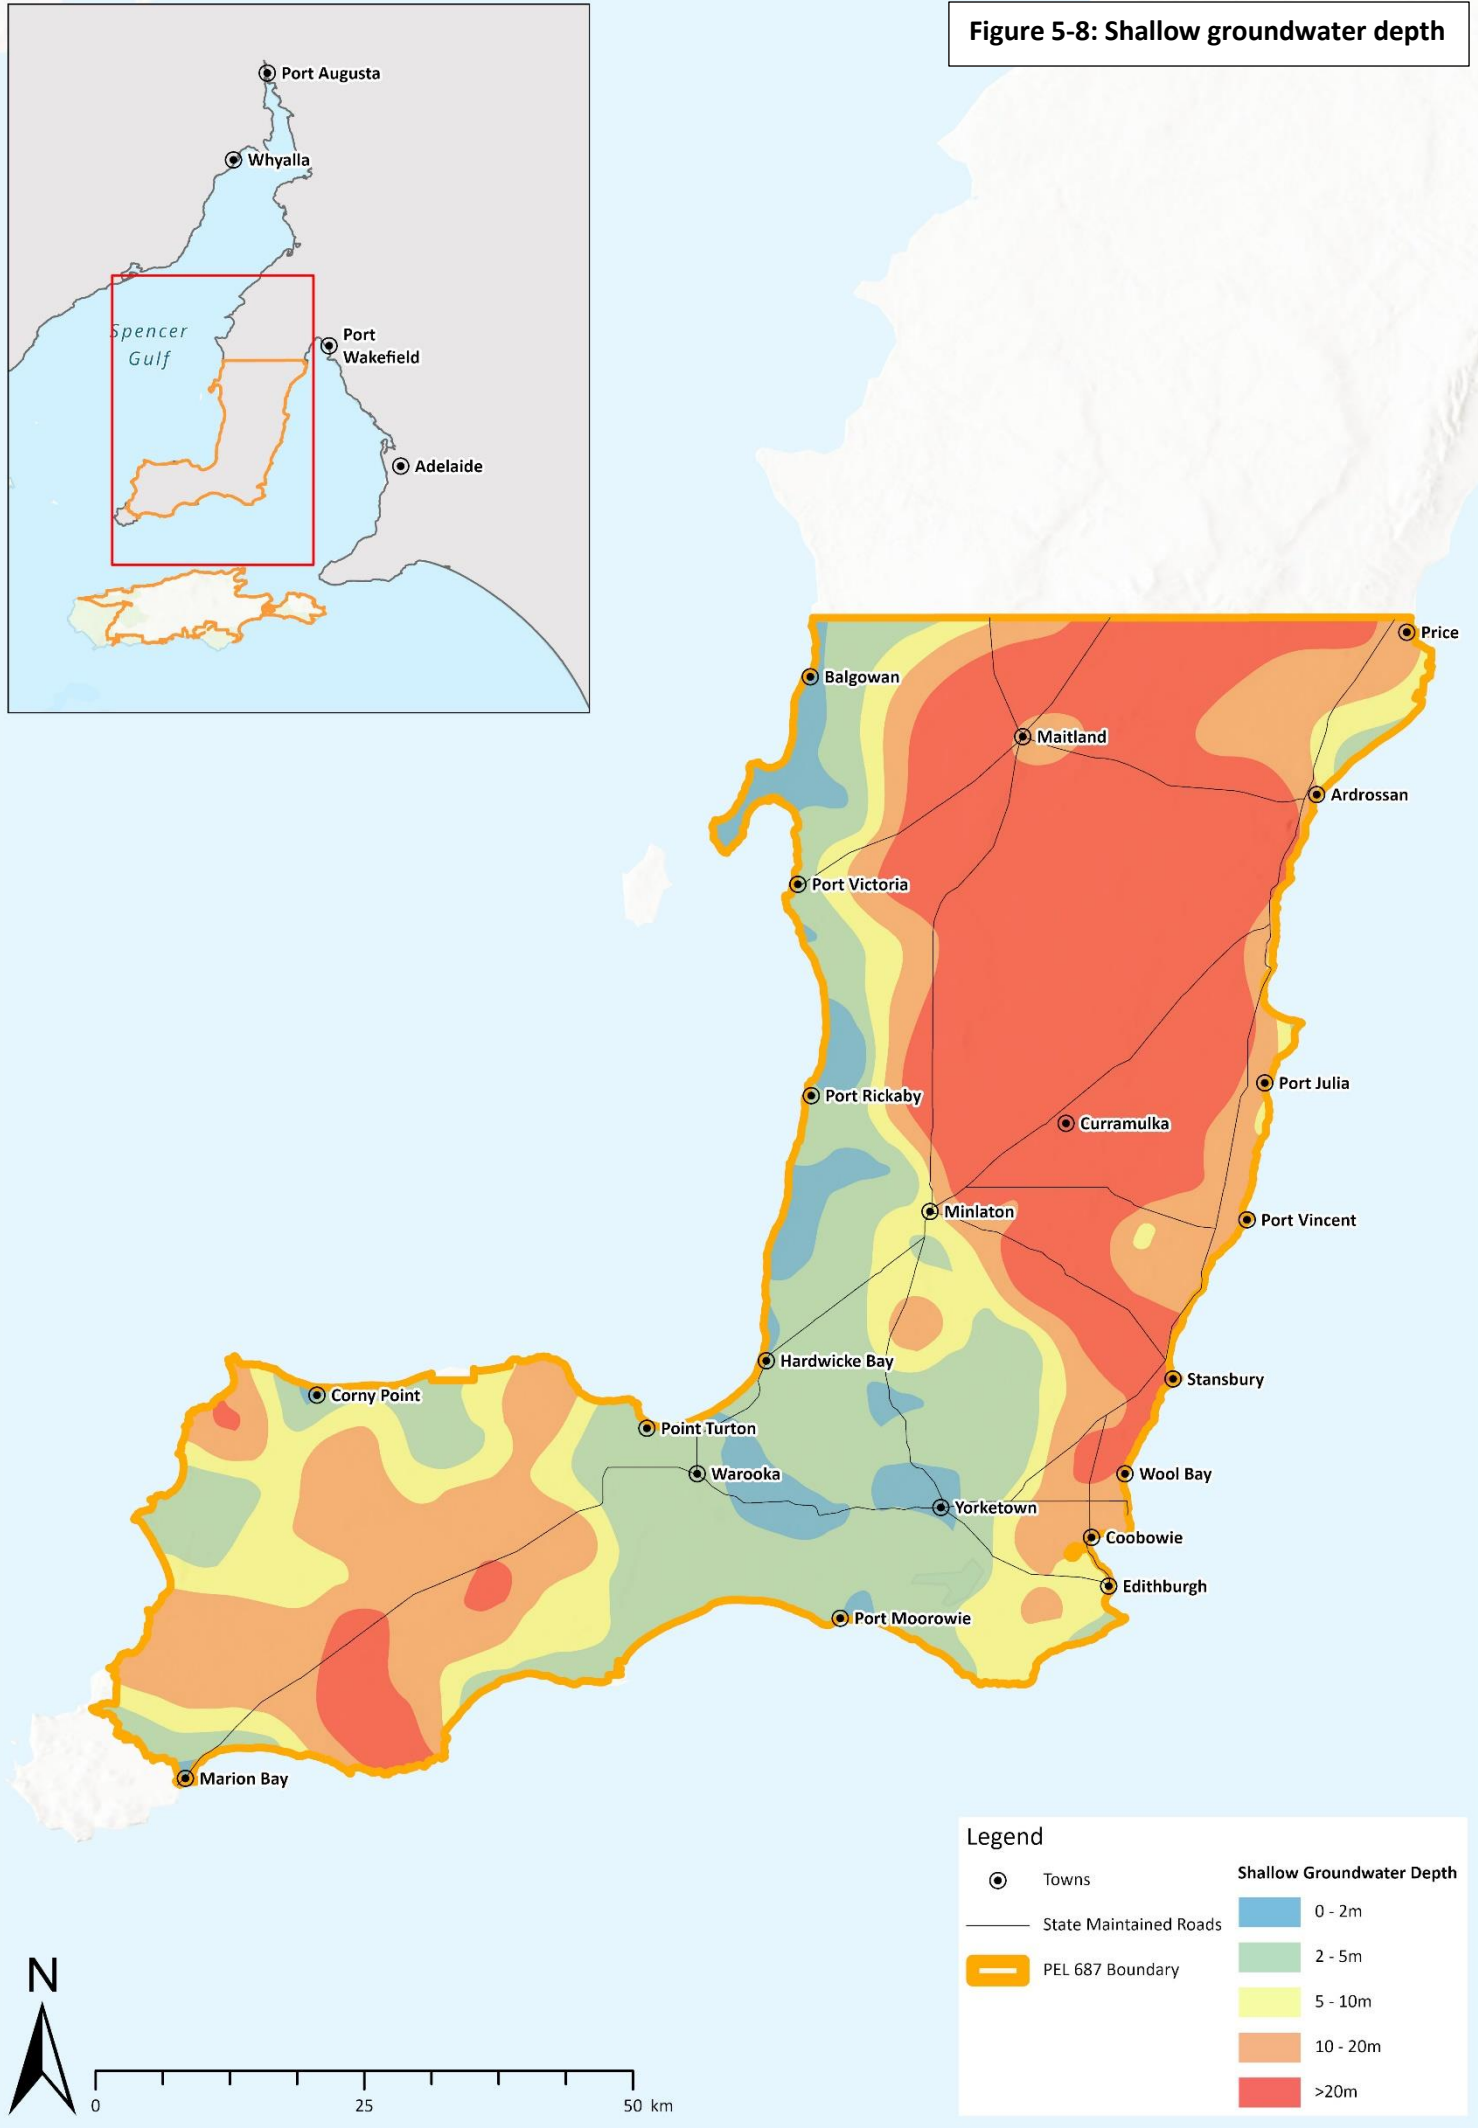 Figure 5-8: Shallow groundwater depth
Port Augusta
Whyalla
Spencer
Gulf
Port
Wakefield
Adelaide
Price
Balgowan
Maitland
Ardrossan
Port Victoria
Port Julia
Port Rickaby
Curramulka
Minlaton
Port Vincent
Hardwicke Bay
Stansbury
Corny Point
Point Turton
Warooka
Wool Bay
Yorketown
Coobowie
Edithburgh
Port Moorowie
Marion Bay
Legend
Towns
State Maintained Roads
PEL 687 Boundary
Shallow Groundwater Depth
0 - 2m
2 - 5m
5 - 10m
10 - 20m
>20m
N
0 25 50 km